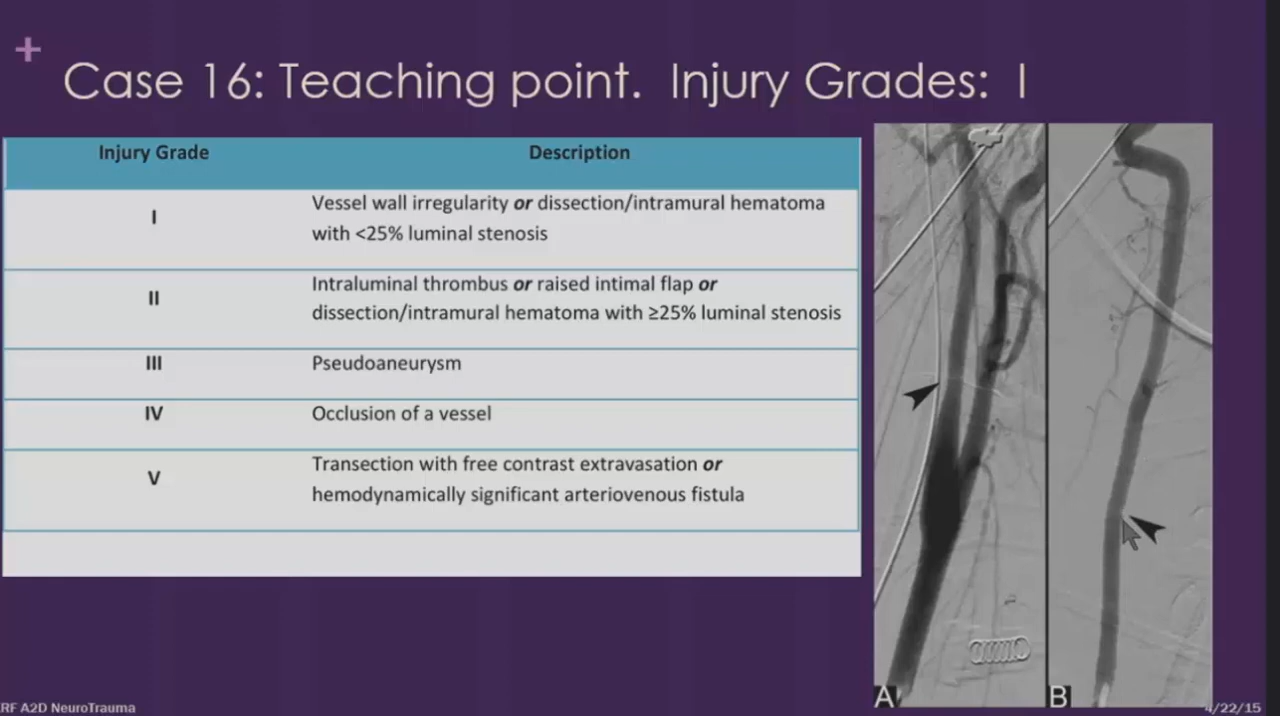 +
Case 16: Teaching point. Injury Grades: I
Injury Grade Description
I
Vessel wall irregularity or dissection/intramural hematoma
with <25% luminal stenosis
II
Intraluminal thrombus or raised intimal flap or
dissection/intramural hematoma with ≥25% luminal stenosis
III Pseudoaneurysm
IV Occlusion of a vessel
V
Transection with free contrast extravasation or
hemodynamically significant arteriovenous fistula
A B
RF A2D NeuroTrauma
4/22/15